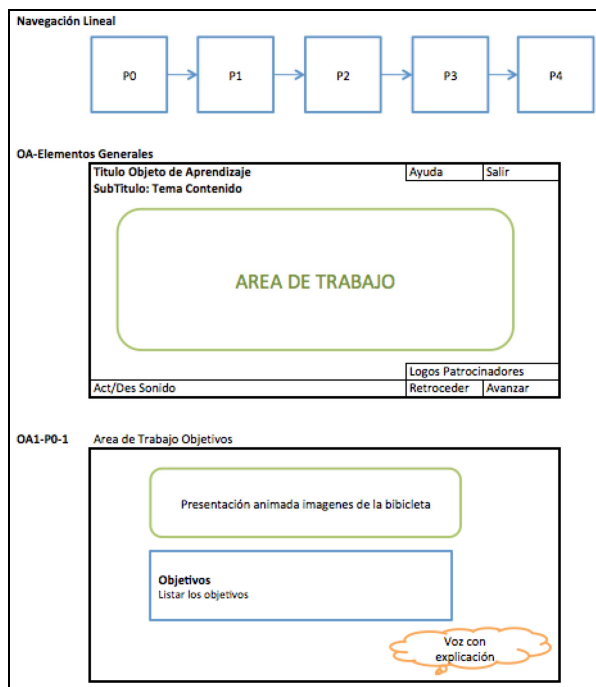 Navegación Lineal
P0
P1
P2
P3
P4
OA-Elementos Generales
Titulo Objeto de Aprendizaje
Ayuda
Salir
SubTitulo: Tema Contenido
AREA DE TRABAJO
Logos Patrocinadores
Act/Des Sonido
Retroceder
Avanzar
OA1-P0-1
Area de Trabajo Objetivos
Presentación animada imagenes de la bibicleta
Objetivos
Listar los objetivos
Voz con
explicación